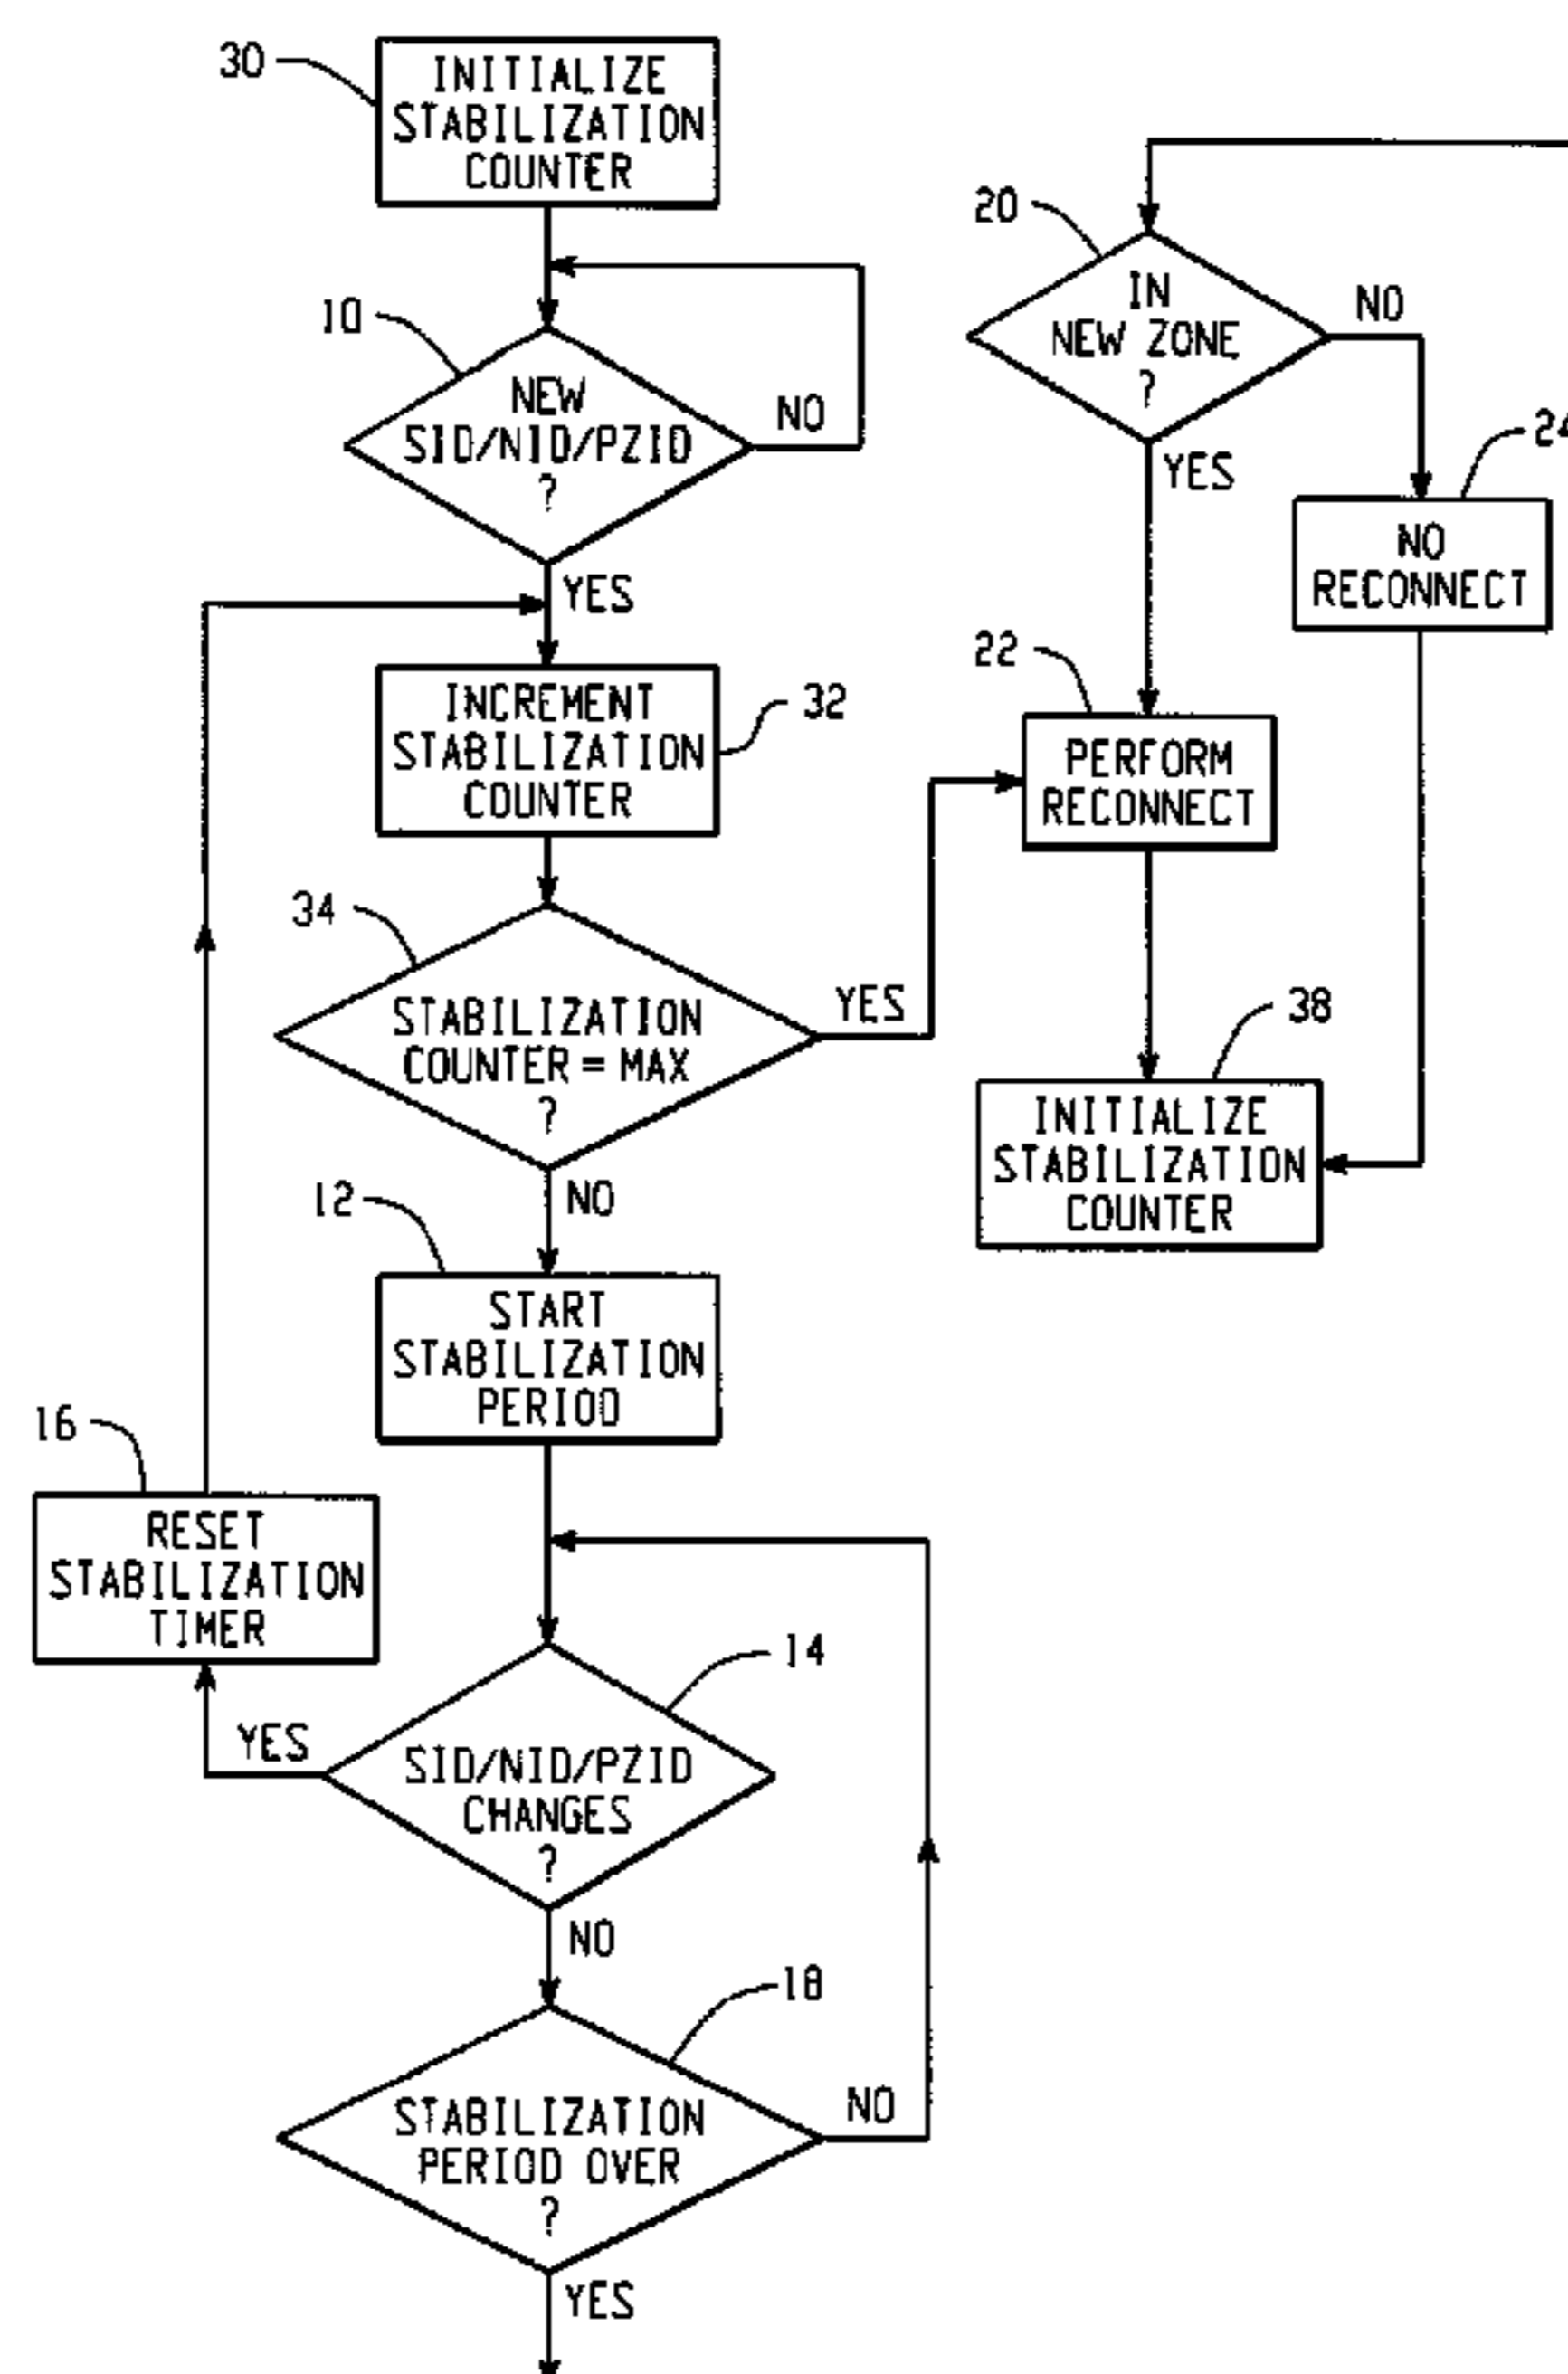 30
INITIALIZE
STABILIZATION
COUNTER
10
NEW
SID/NID/PZID
?
NO
YES
INCREMENT
STABILIZATION
COUNTER
32
34
STABILIZATION
COUNTER = MAX
?
YES
NO
12
START
STABILIZATION
PERIOD
16
RESET
STABILIZATION
TIMER
14
SID/NID/PZID
CHANGES
?
YES
NO
18
STABILIZATION
PERIOD OVER
?
NO
YES
20
IN
NEW ZONE
?
NO
YES
24
NO
RECONNECT
22
PERFORM
RECONNECT
38
INITIALIZE
STABILIZATION
COUNTER